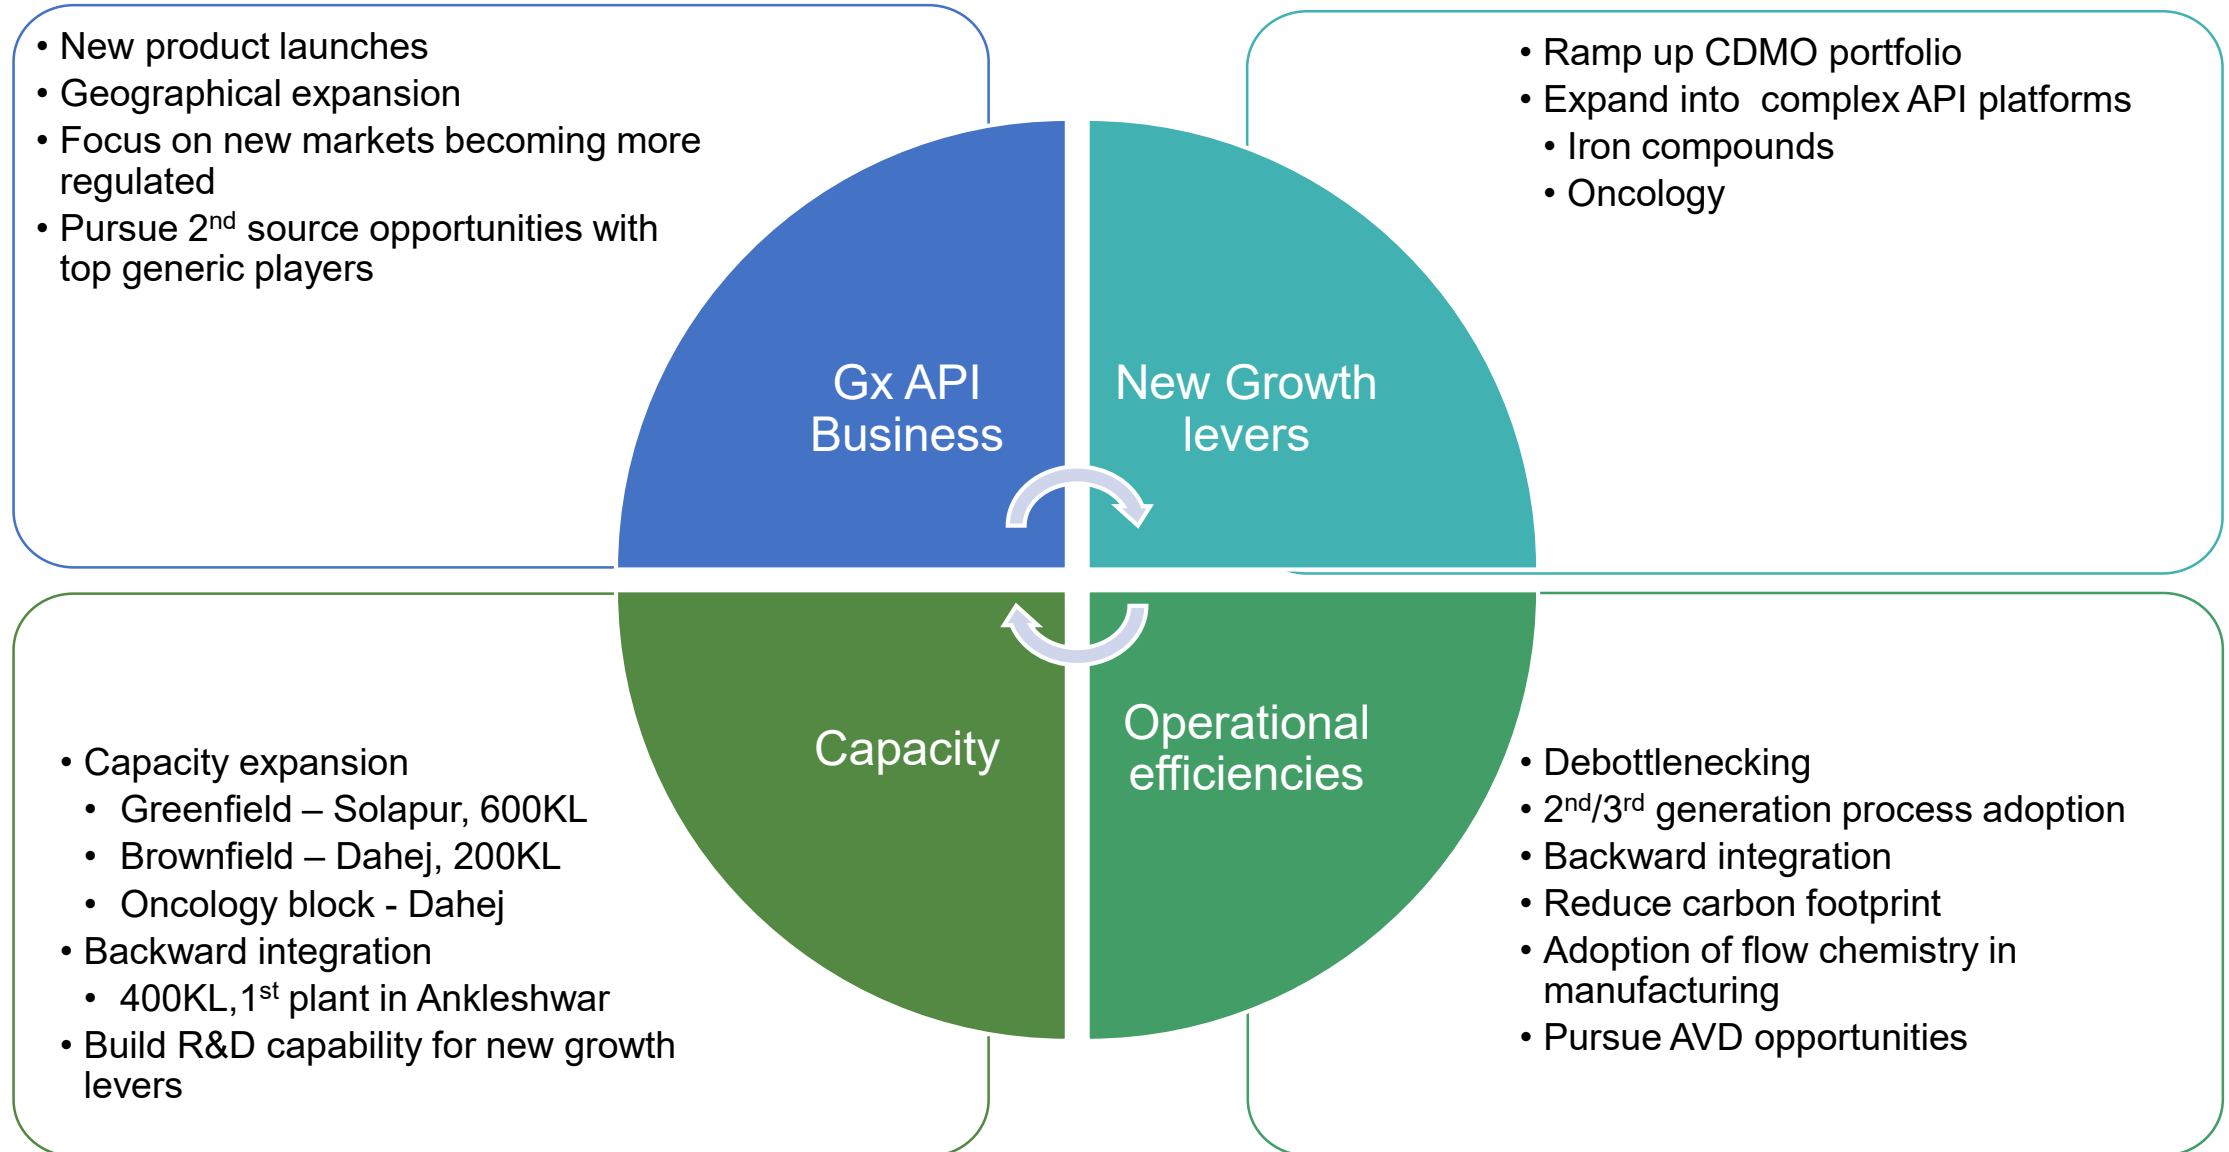 • New product launches
• Geographical expansion
• Focus on new markets becoming more
regulated
• Pursue 2nd source opportunities with
top generic players
• Ramp up CDMO portfolio
• Expand into  complex API platforms
• Iron compounds
• Oncology
Gx API
Business
New Growth
levers
Capacity
Operational
efficiencies
• Capacity expansion
• Greenfield – Solapur, 600KL
• Brownfield – Dahej, 200KL
• Oncology block - Dahej
• Backward integration
• 400KL,1st plant in Ankleshwar
• Build R&D capability for new growth
levers
• Debottlenecking
• 2nd/3rd generation process adoption
• Backward integration
• Reduce carbon footprint
• Adoption of flow chemistry in
manufacturing
• Pursue AVD opportunities